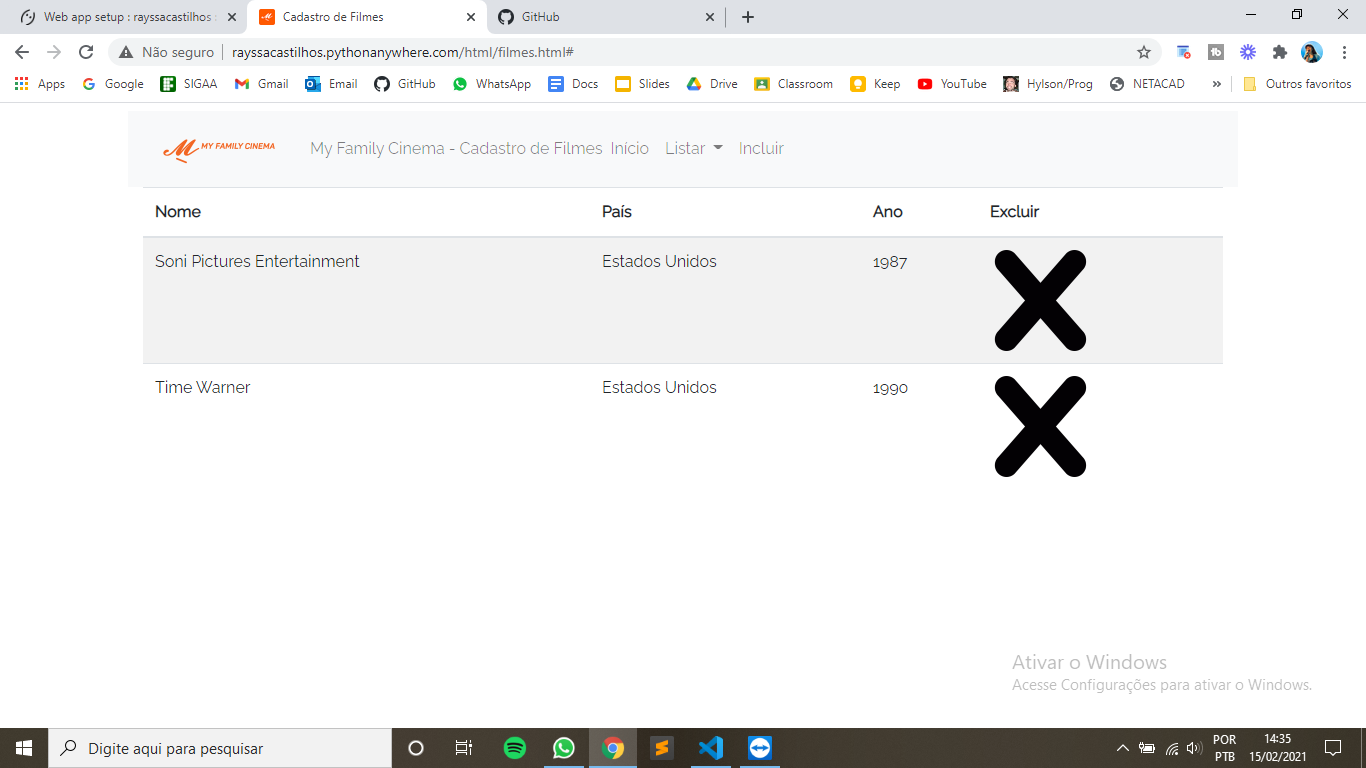 Web app setup : rayssacastilhos
Cadastro de Filmes
GitHub
Não seguro
rayssacastilhos.pythonanywhere.com/html/filmes.html#
Apps
Google
SIGAA
Gmail
Email
GitHub
WhatsApp
Docs
Slides
Drive
Classroom
Keep
YouTube
Hylson/Prog
NETACAD
»
Outros favoritos
MY FAMILY CINEMA
My Family Cinema - Cadastro de Filmes Início Listar Incluir
Nome País Ano Excluir
Soni Pictures Entertainment Estados Unidos 1987
Time Warner Estados Unidos 1990
Ativar o Windows
Acesse Configurações para ativar o Windows.
Digite aqui para pesquisar
POR
PTB
14:35
15/02/2021